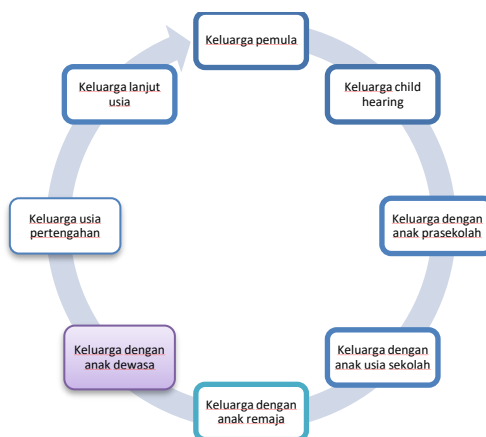 Keluarga pemula
Keluarga child
hearing
Keluarga dengan
anak prasekolah
Keluarga dengan
anak usia sekolah
Keluarga dengan
anak remaja
Keluarga dengan
anak dewasa
Keluarga usia
pertengahan
Keluarga lanjut
usia